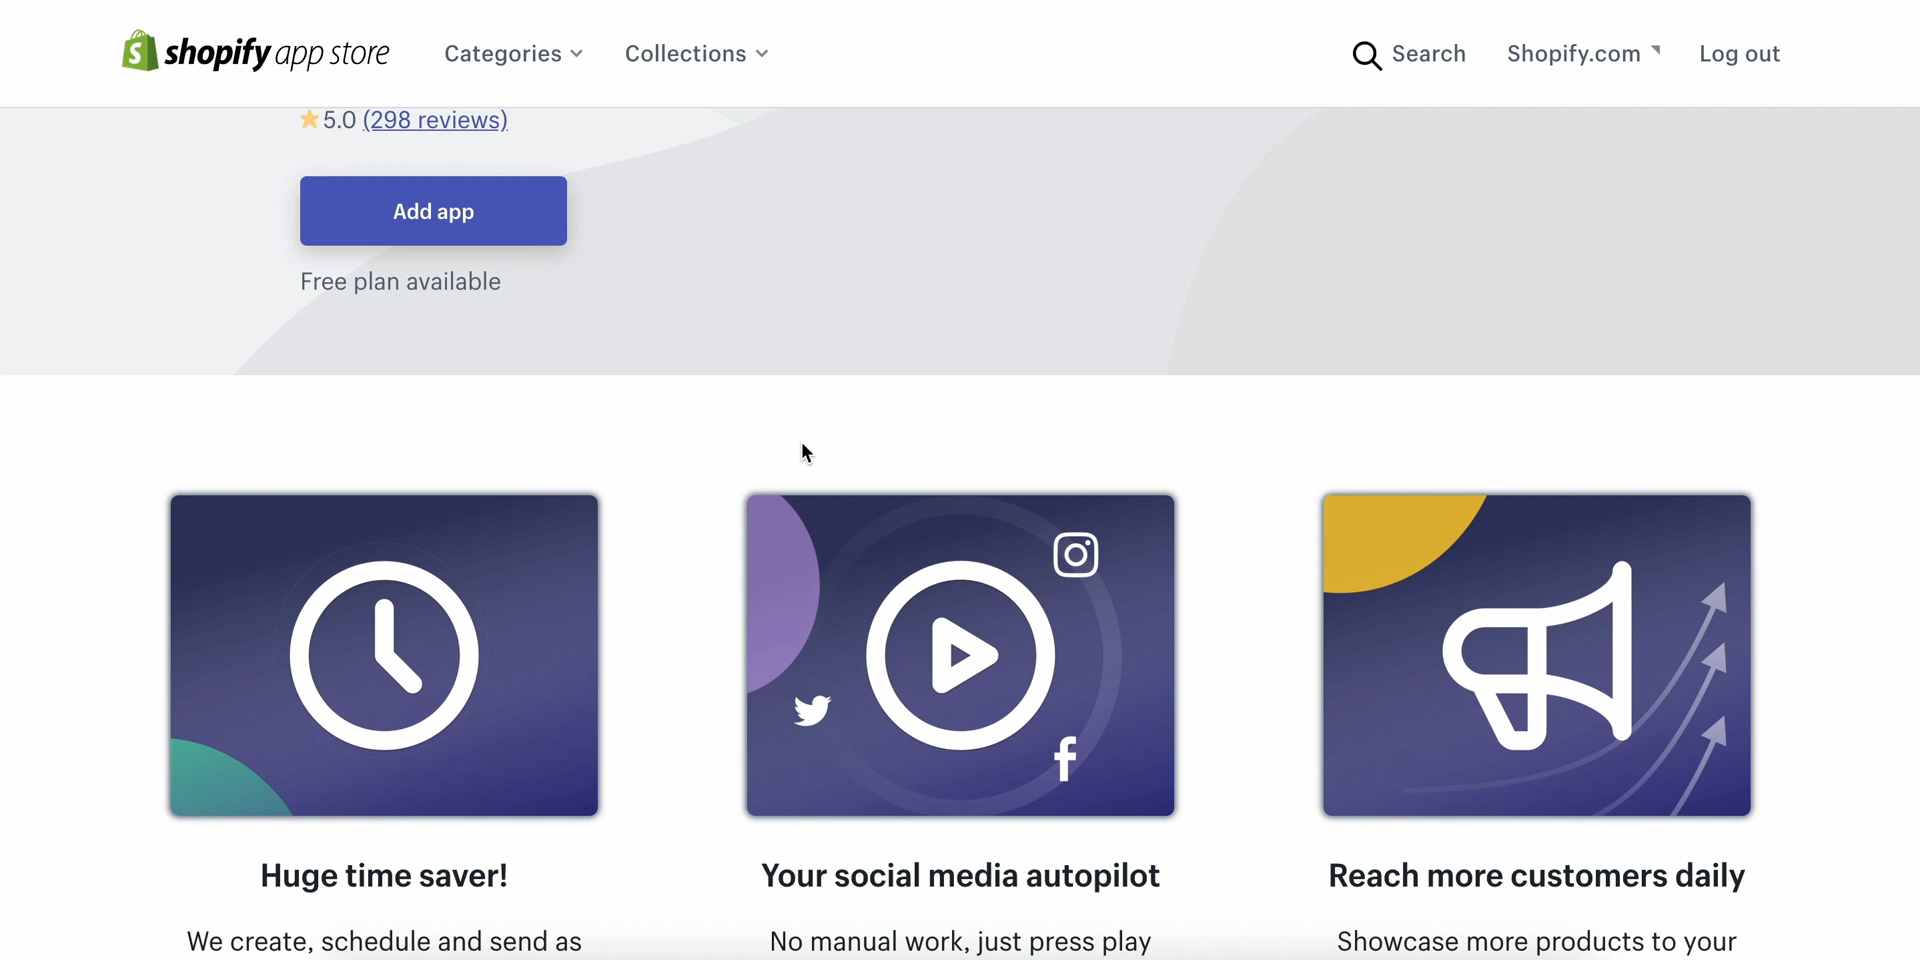 shopify app store Categories Collections Search Shopify.com Log out
5.0 (298 reviews)
Add app
Free plan available
Huge time saver!
We create, schedule and send as
Your social media autopilot
No manual work, just press play
Reach more customers daily
Showcase more products to your